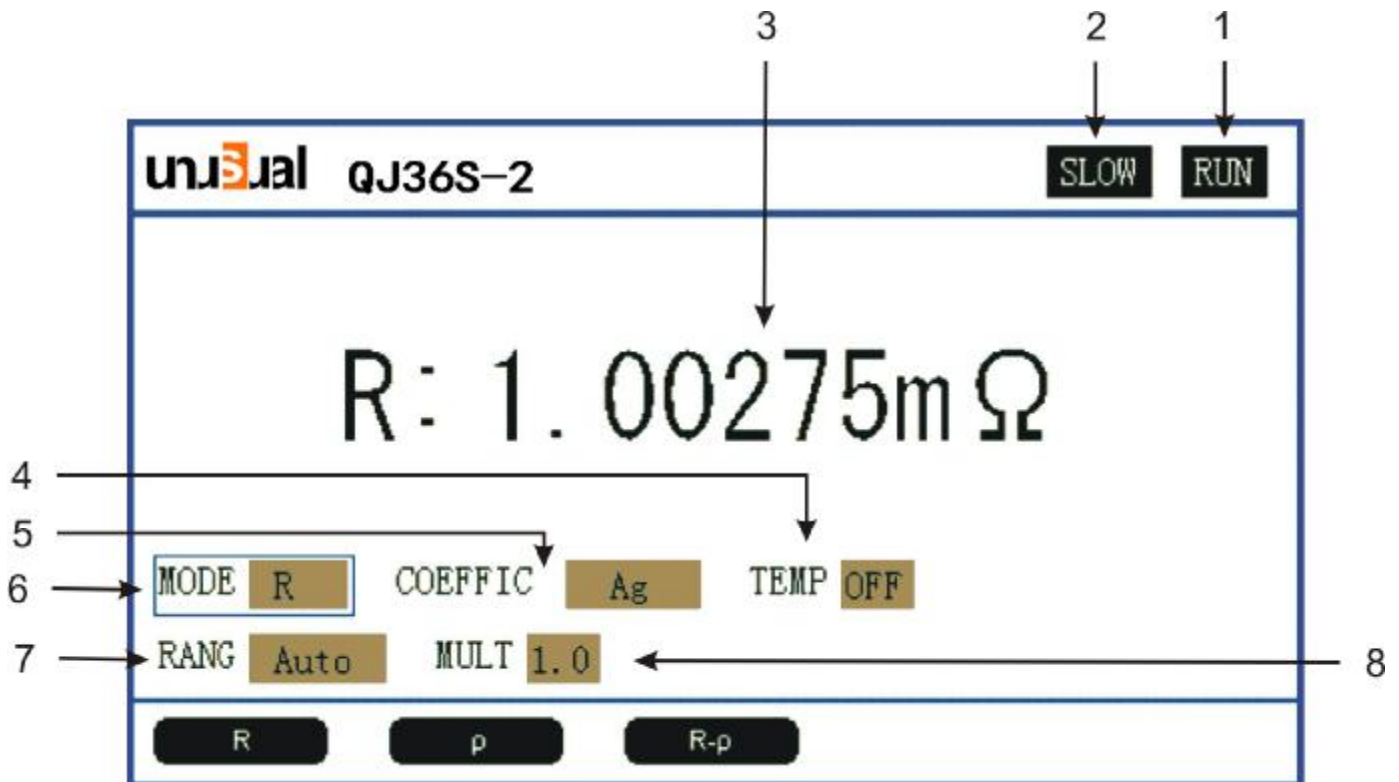 3 2 1
unusual QJ36S-2 SLOW RUN
R: 1.00275mΩ
4
5
6 MODE R COEFFIC Ag TEMP OFF
7 RANG Auto MULT 1.0 8
R ρ R-ρ